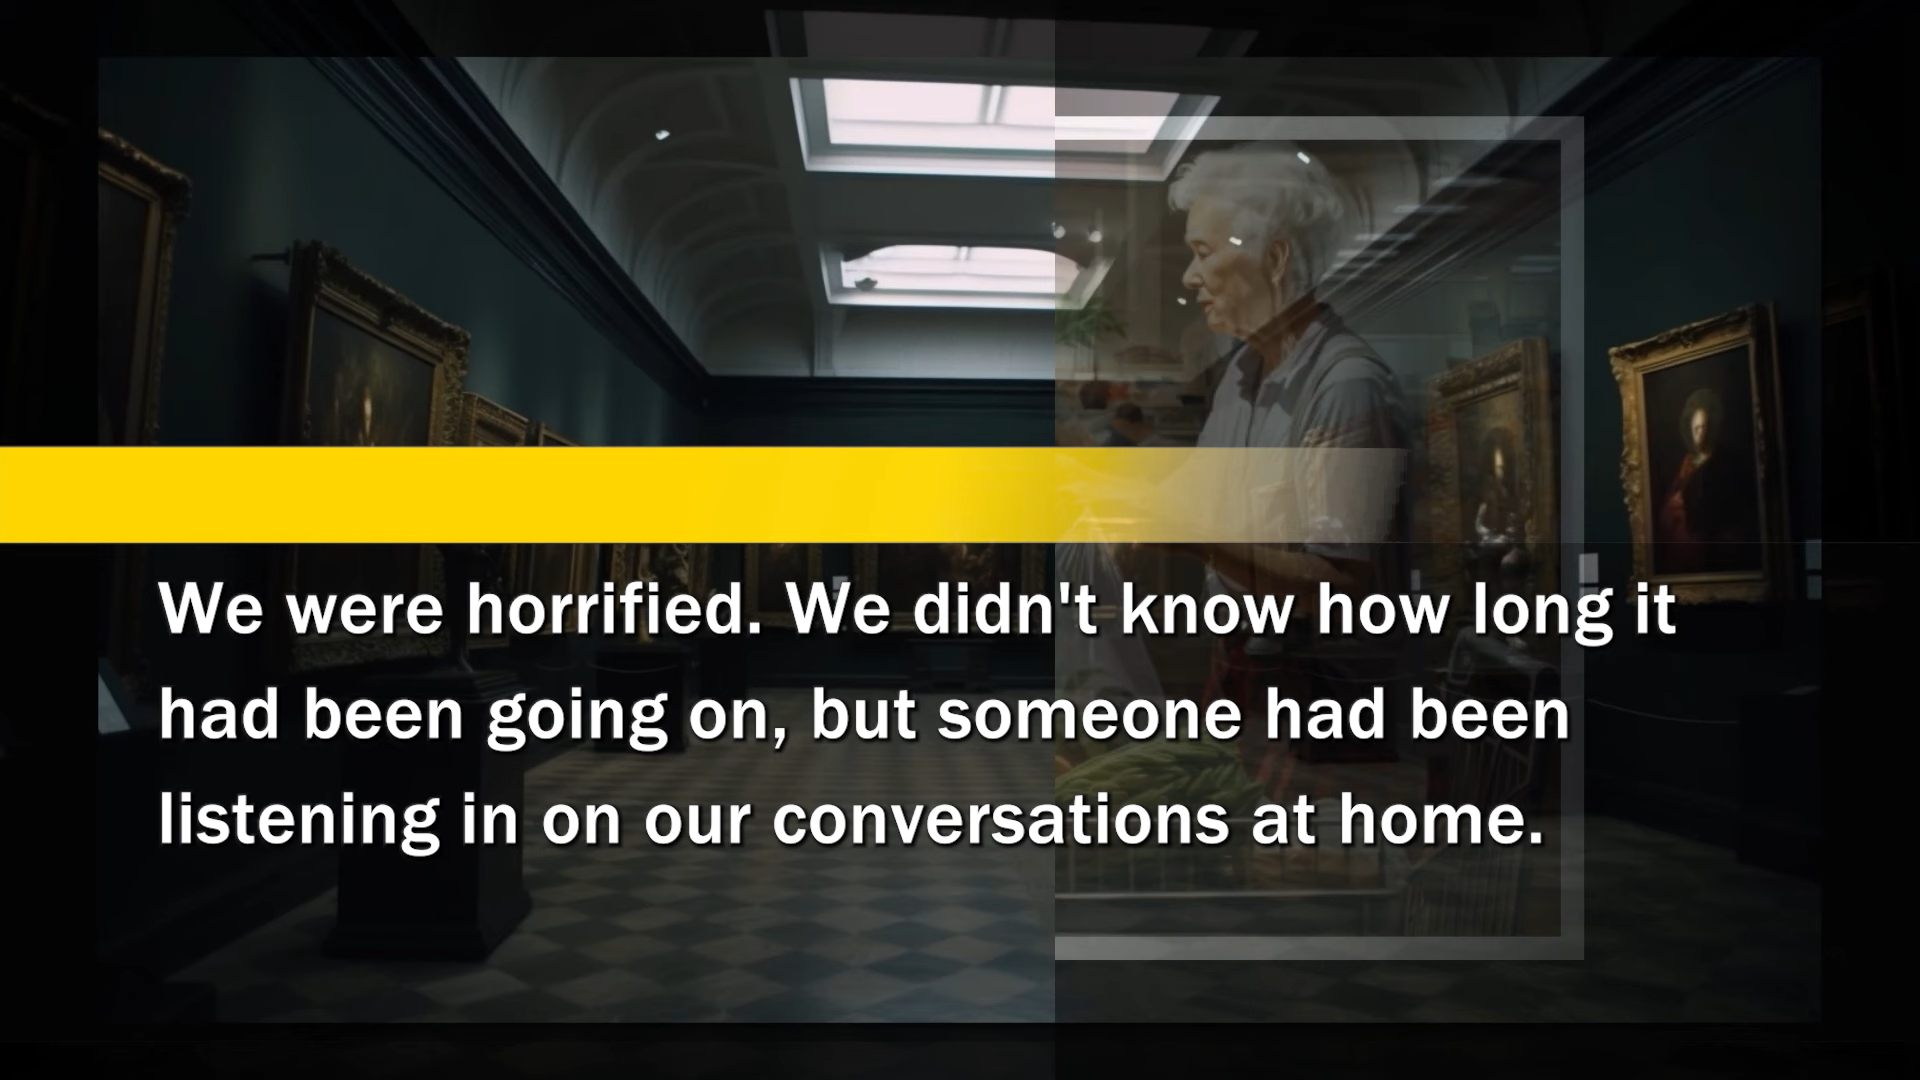 We were horrified. We didn't know how long it
had been going on, but someone had been
listening in on our conversations at home.